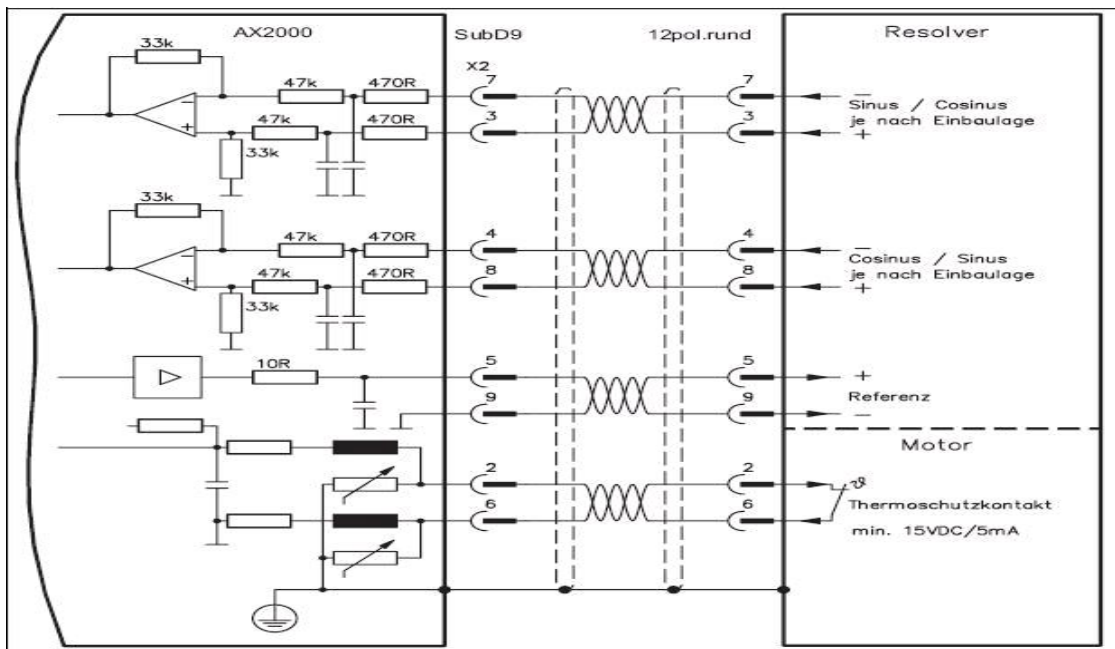 AX2000 SubD9 12pol.rund Resolver
X2
33k
47k 470R 7 7 −
Sinus / Cosinus
je nach Einbaulage
− + 47k 470R 3 3 +
33k
33k
47k 470R 4 4 −
Cosinus / Sinus
je nach Einbaulage
− + 47k 470R 8 8 +
33k
10R 5 5 +
Referenz
9 9 −
Motor
2 2 ϑ
Thermoschutzkontakt
6 6
min. 15VDC/5mA